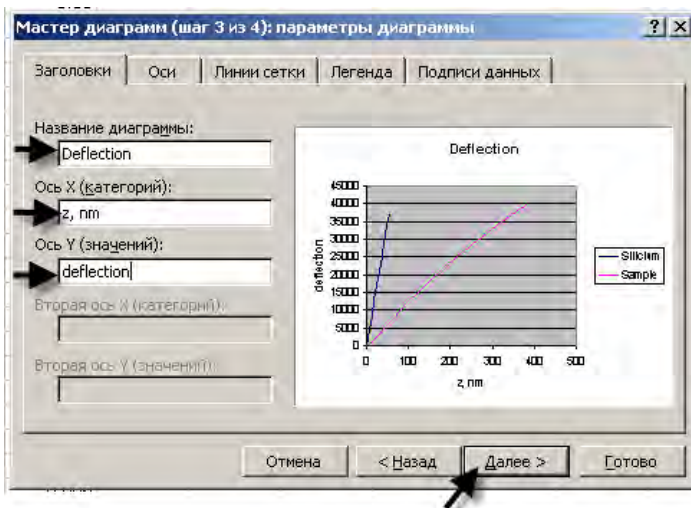 Мастер диаграмм (шаг 3 из 4): параметры диаграммы
Заголовки Оси Линии сетки Легенда Подписи данных
Название диаграммы:
Deflection
Ось X (категорий):
z, nm
Ось Y (значений):
deflection
Вторая ось X (категорий):
Вторая ось Y (значений):
Deflection
45000
40000
35000
30000
25000
20000
15000
10000
5000
0
deflection
0 100 200 300 400 500
z, nm
Silicium
Sample
Отмена < Назад Далее > Готово